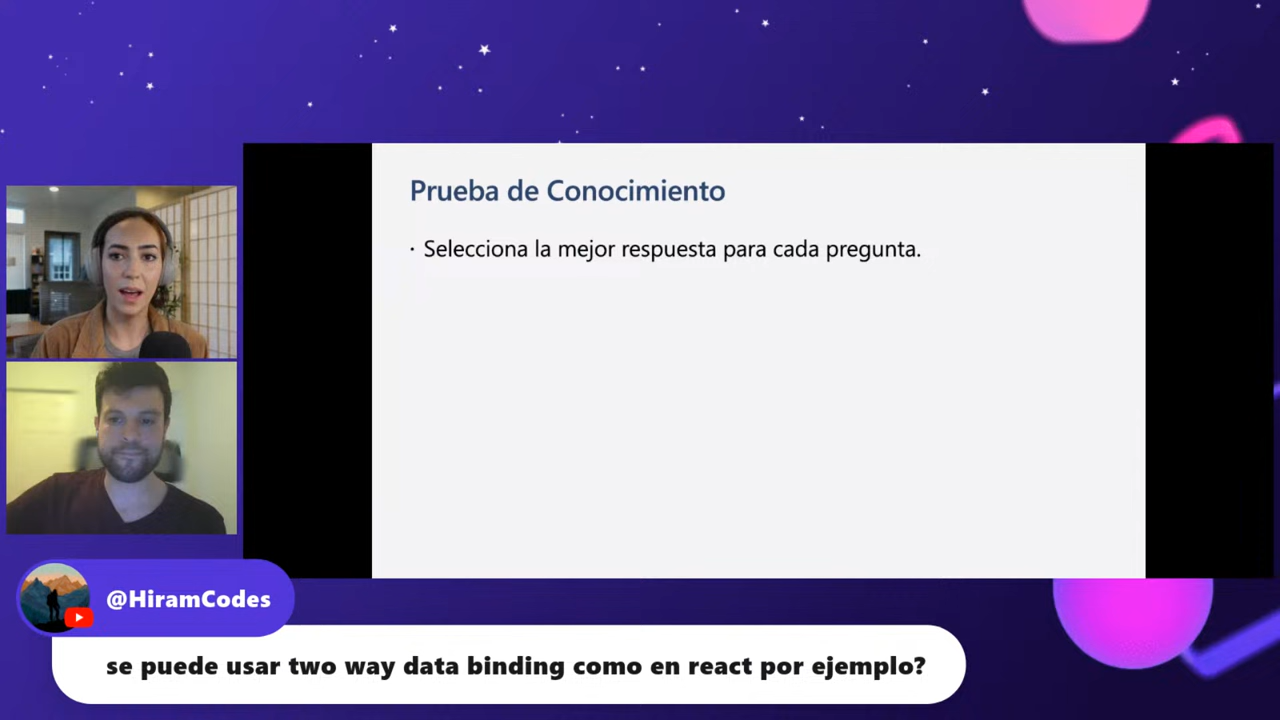 Prueba de Conocimiento
· Selecciona la mejor respuesta para cada pregunta.
@HiramCodes
se puede usar two way data binding como en react por ejemplo?